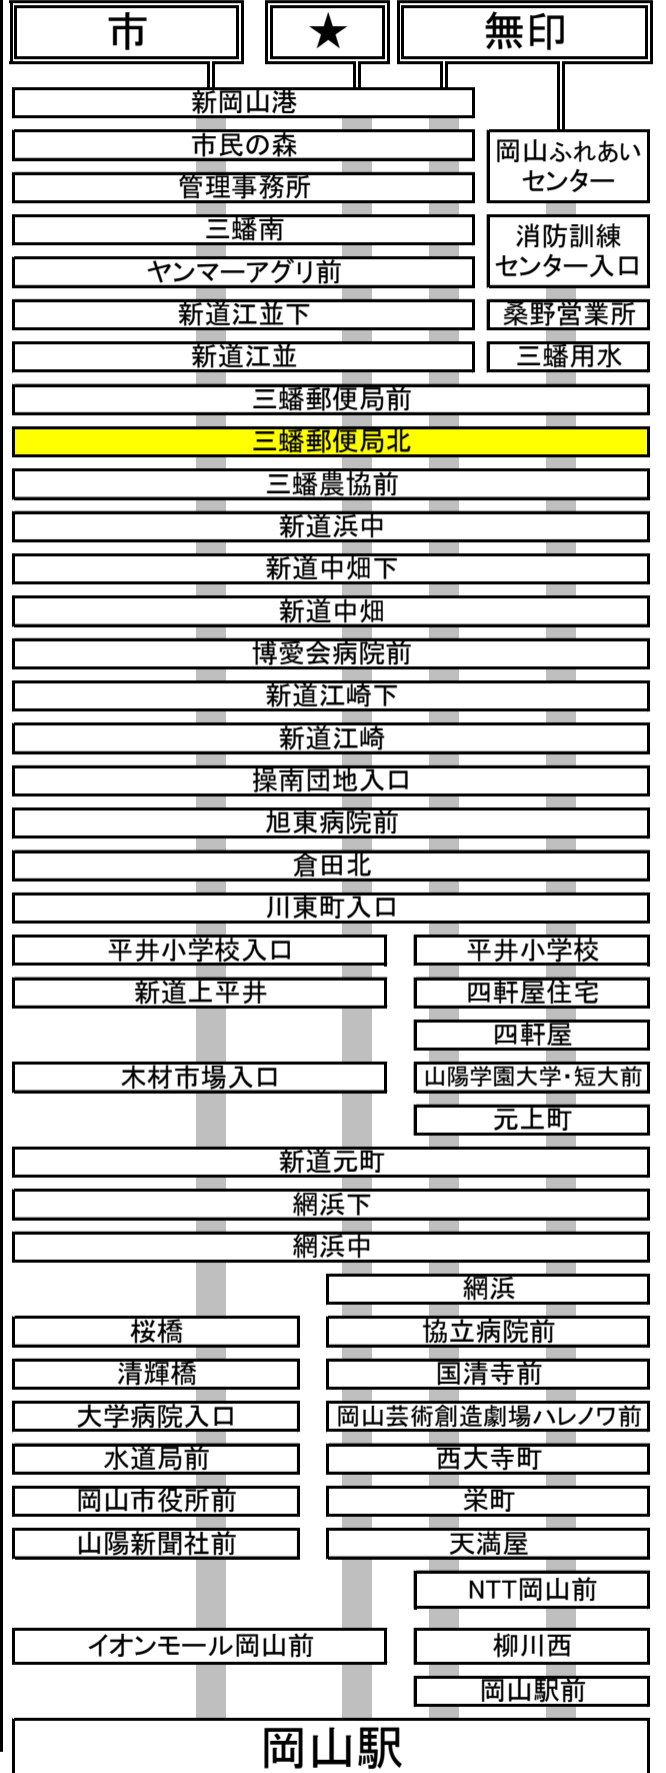 市
★
無印
新岡山港
市民の森
岡山ふれあい
センター
管理事務所
三蟠南
消防訓練
センター入口
ヤンマーアグリ前
新道江並下
桑野営業所
新道江並
三蟠用水
三蟠郵便局前
三蟠郵便局北
三蟠農協前
新道浜中
新道中畑下
新道中畑
博愛会病院前
新道江崎下
新道江崎
操南団地入口
旭東病院前
倉田北
川東町入口
平井小学校入口
平井小学校
新道上平井
四軒屋住宅
四軒屋
木材市場入口
山陽学園大学・短大前
元上町
新道元町
網浜下
網浜中
網浜
桜橋
協立病院前
清輝橋
国清寺前
大学病院入口
岡山芸術創造劇場ハレノワ前
水道局前
西大寺町
岡山市役所前
栄町
山陽新聞社前
天満屋
NTT岡山前
イオンモール岡山前
柳川西
岡山駅前
岡山駅